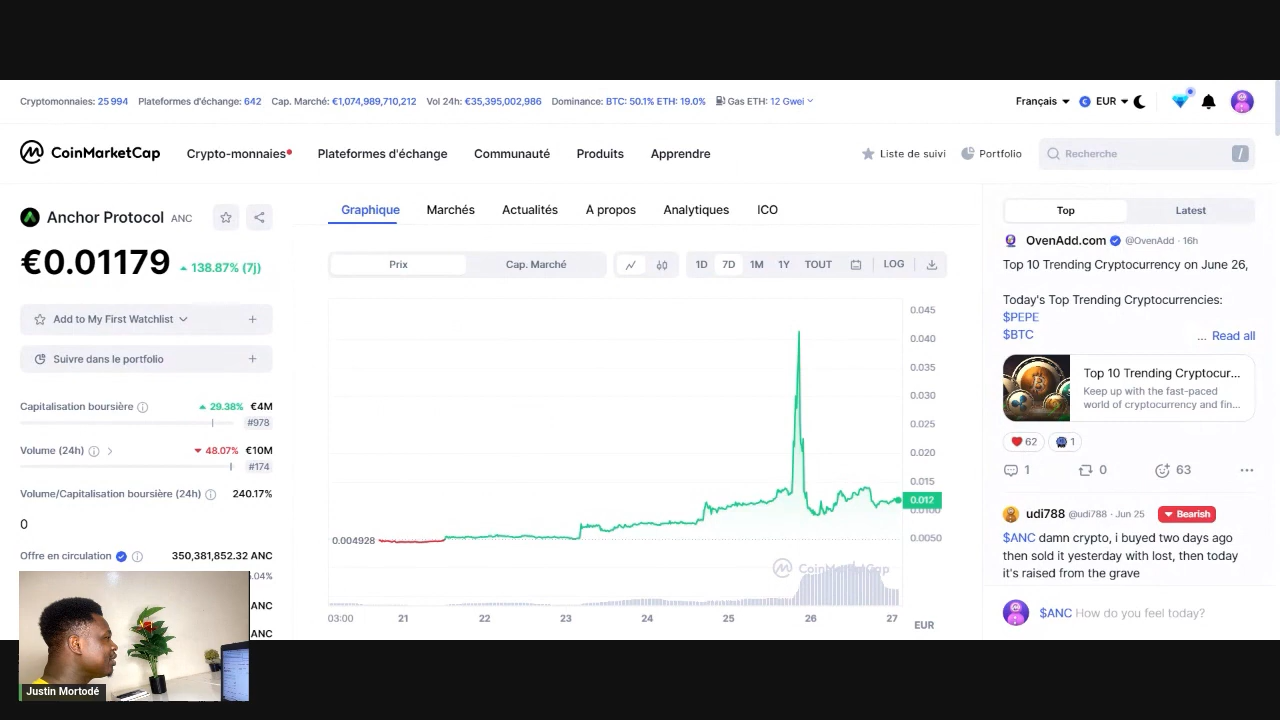 Cryptomonnaies: 25 994 Plateformes d'échange: 642 Cap. Marché: €1,074,989,710,212 Vol 24h: €35,395,002,986 Dominance: BTC: 50.1% ETH: 19.0% Gas ETH: 12 Gwei
Français EUR
CoinMarketCap Crypto-monnaies Plateformes d'échange Communauté Produits Apprendre Liste de suivi Portfolio Recherche /
Anchor Protocol ANC
€0.01179 138.87% (7j)
Add to My First Watchlist +
Suivre dans le portfolio +
Capitalisation boursière 29.38% €4M
#978
Volume (24h) 48.07% €10M
#174
Volume/Capitalisation boursière (24h) 240.17%
0
Offre en circulation 350,381,852.32 ANC
.04%
ANC
ANC
Justin Mortodé
Graphique Marchés Actualités A propos Analytiques ICO
Prix Cap. Marché 1D 7D 1M 1Y TOUT LOG
0.045
0.040
0.035
0.030
0.025
0.020
0.015
0.012
0.0100
0.0050
0.004928
CoinMarketCap
03:00 21 22 23 24 25 26 27
EUR
Top Latest
OvenAdd.com @OvenAdd · 16h
Top 10 Trending Cryptocurrency on June 26,
Today's Top Trending Cryptocurrencies:
$PEPE
$BTC ... Read all
Top 10 Trending Cryptocur...
Keep up with the fast-paced
world of cryptocurrency and fin...
62 1
1 0 63
udi788 @udi788 · Jun 25 Bearish
$ANC damn crypto, i buyed two days ago
then sold it yesterday with lost, then today
it's raised from the grave
$ANC How do you feel today?